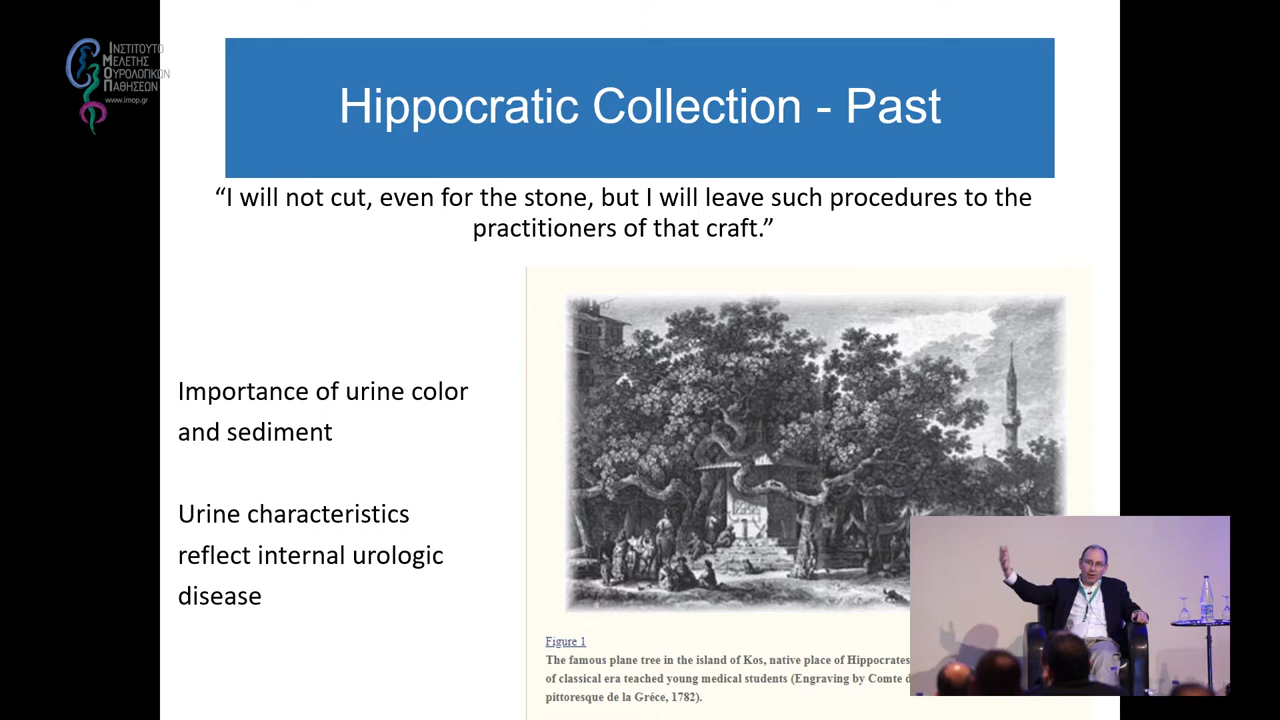 ΙΝΣΤΙΤΟΥΤΟ
ΜΕΛΕΤΗΣ
ΟΥΡΟΛΟΓΙΚΩΝ
ΠΑΘΗΣΕΩΝ
www.imop.gr
Hippocratic Collection - Past
“I will not cut, even for the stone, but I will leave such procedures to the
practitioners of that craft.”
Importance of urine color
and sediment
Urine characteristics
reflect internal urologic
disease
Figure 1
The famous plane tree in the island of Kos, native place of Hippocrates
of classical era teached young medical students (Engraving by Comte
pittoresque de la Gréce, 1782).